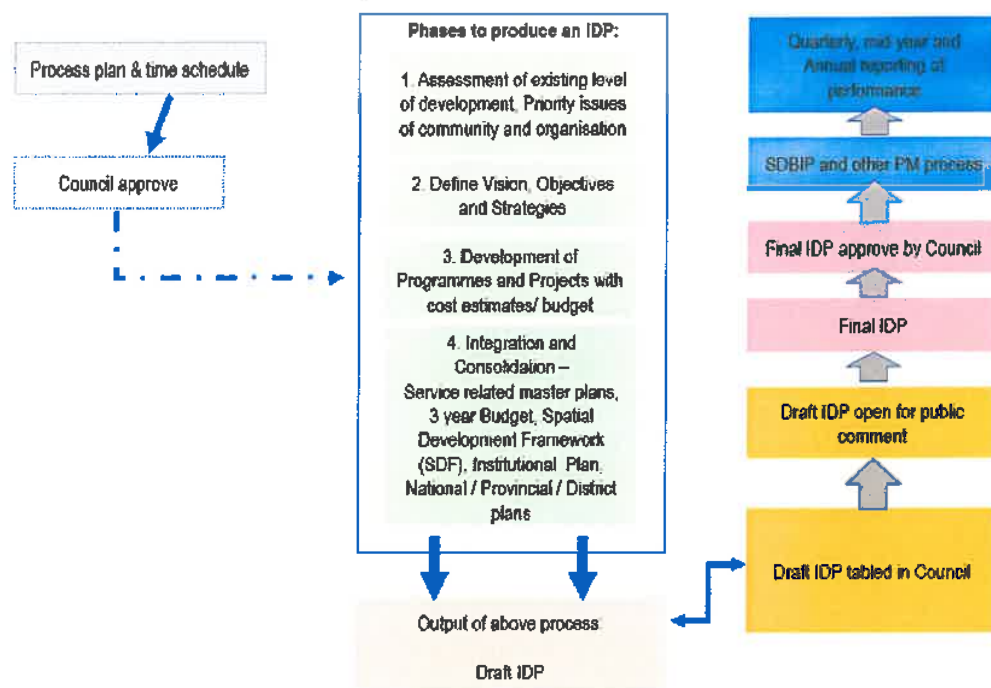 Process plan & time schedule
Council approve
Phases to produce an IDP:
1. Assessment of existing level
of development, Priority issues
of community and organisation
2. Define Vision, Objectives
and Strategies
3. Development of
Programmes and Projects with
cost estimates/ budget
4. Integration and
Consolidation –
Service related master plans,
3 year Budget, Spatial
Development Framework
(SDF), Institutional Plan,
National / Provincial / District
plans
Output of above process:
Draft IDP
Quarterly, mid-year and
Annual reporting of
performance
SDBIP and other PM process
Final IDP approve by Council
Final IDP
Draft IDP open for public
comment
Draft IDP tabled in Council